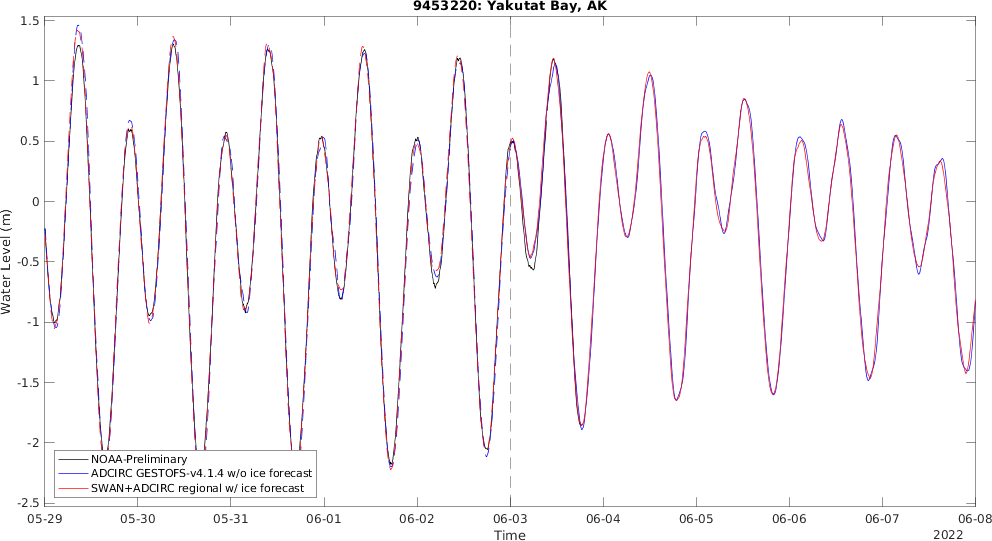 9453220: Yakutat Bay, AK
1.5
1
0.5
0
-0.5
-1
-1.5
-2
-2.5
Water Level (m)
NOAA-Preliminary
ADCIRC GESTOFS-v4.1.4 w/o ice forecast
SWAN+ADCIRC regional w/ ice forecast
05-29 05-30 05-31 06-01 06-02 06-03 06-04 06-05 06-06 06-07 06-08
Time
2022